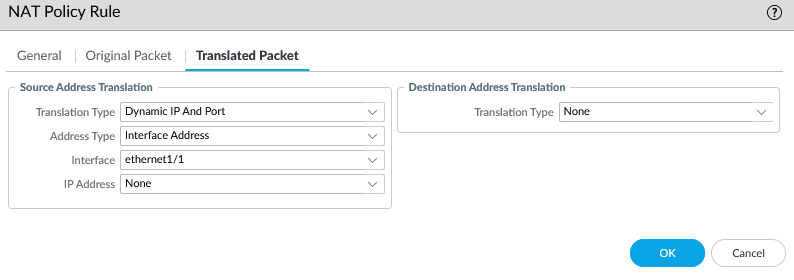 NAT Policy Rule
General | Original Packet | Translated Packet
Source Address Translation
Translation Type Dynamic IP And Port
Address Type Interface Address
Interface ethernet1/1
IP Address None
Destination Address Translation
Translation Type None
OK Cancel